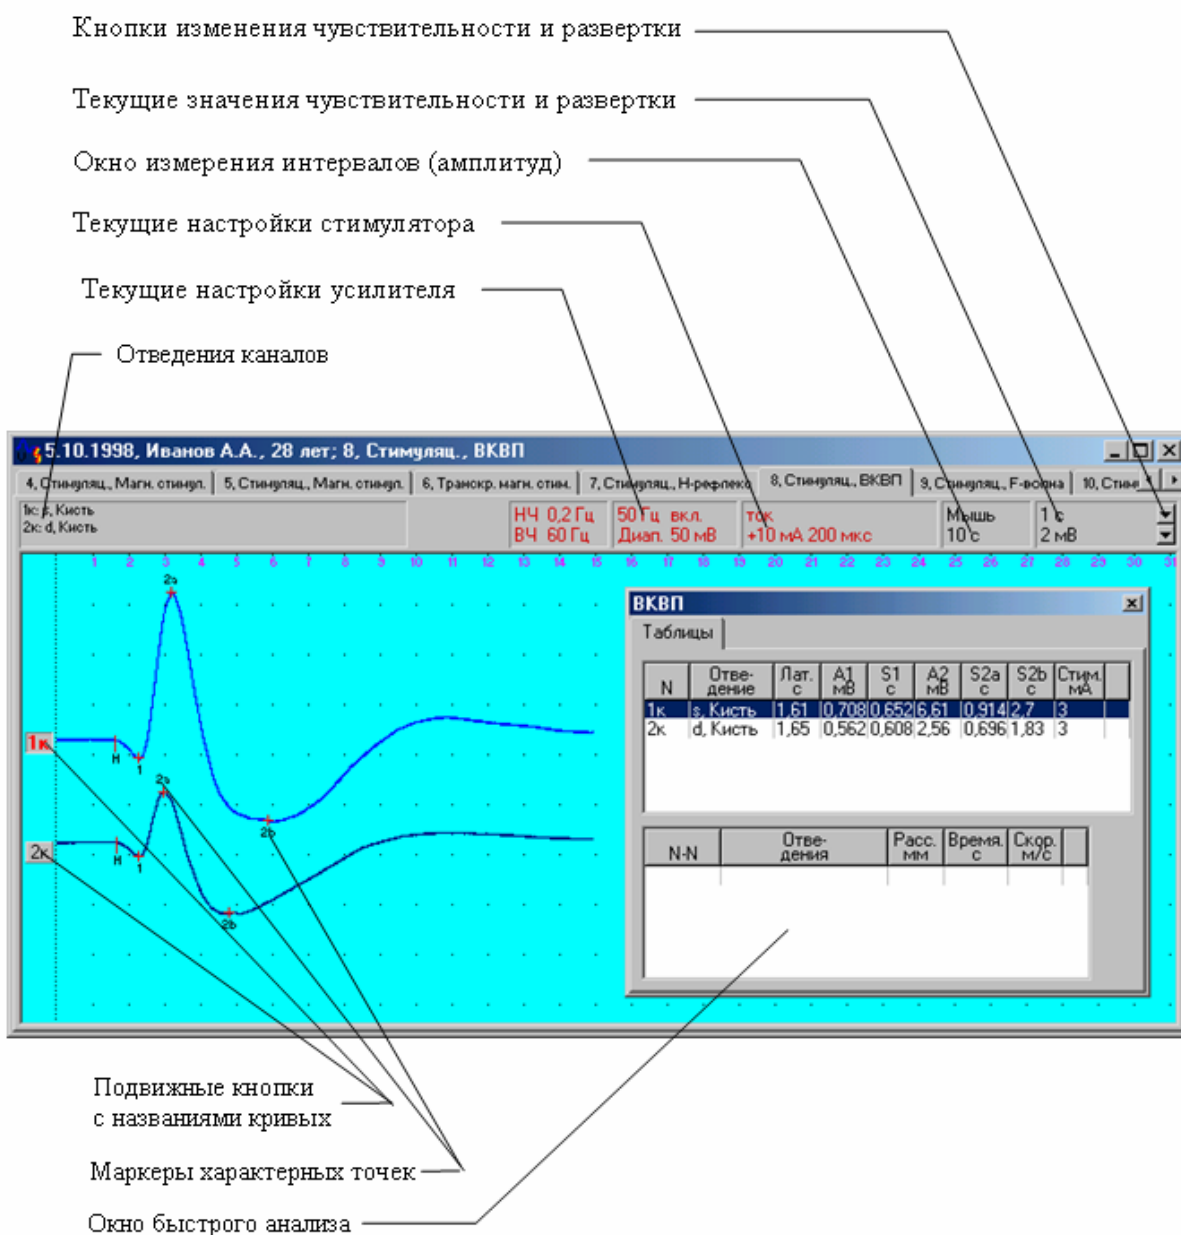 Кнопки изменения чувствительности и развертки
Текущие значения чувствительности и развертки
Окно измерения интервалов (амплитуд)
Текущие настройки стимулятора
Текущие настройки усилителя
Отведения каналов
5.10.1998, Иванов А.А., 28 лет; 8, Стимуляц., ВКВП
4, Стимуляц., Магн. стимул. 5, Стимуляц., Магн. стимул. 6, Транскр. магн. стим. 7, Стимуляц., Н-рефлекс 8, Стимуляц., ВКВП 9, Стимуляц., F-волна 10, Стим
1к: s, Кисть НЧ 0,2 Гц 50 Гц вкл. ток Мышь 1 с
2к: d, Кисть ВЧ 60 Гц Диап. 50 мВ +10 мА 200 мкс 10 с 2 мВ
1 2 3 4 5 6 7 8 9 10 11 12 13 14 15 16 17 18 19 20 21 22 23 24 25 26 27 28 29 30 31
2a
ВКВП
Таблицы
N Отве- Лат. A1 S1 A2 S2a S2b Стим.
дение с мВ с мВ с с мА
1к s, Кисть 1,61 0,708 0,652 6,61 0,914 2,7 3
2к d, Кисть 1,65 0,562 0,608 2,56 0,696 1,83 3
1к
Н 1
2a
2b
2к
Н 1
2b
N-N Отве- Расс. Время. Скор.
дения мм с м/с
Подвижные кнопки
с названиями кривых
Маркеры характерных точек
Окно быстрого анализа